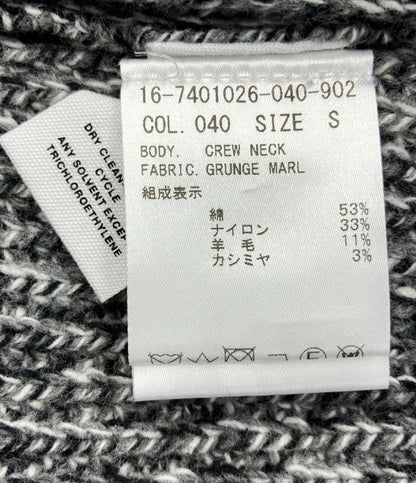 16-7401026-040-902
COL. 040 SIZE S
BODY. CREW NECK
FABRIC. GRUNGE MARL
組成表示
綿 53%
ナイロン 33%
羊毛 11%
カシミヤ 3%
DRY CLEAN
CYCLE
ANY SOLVENT EXCEP
TRICHLOROETHYLENE